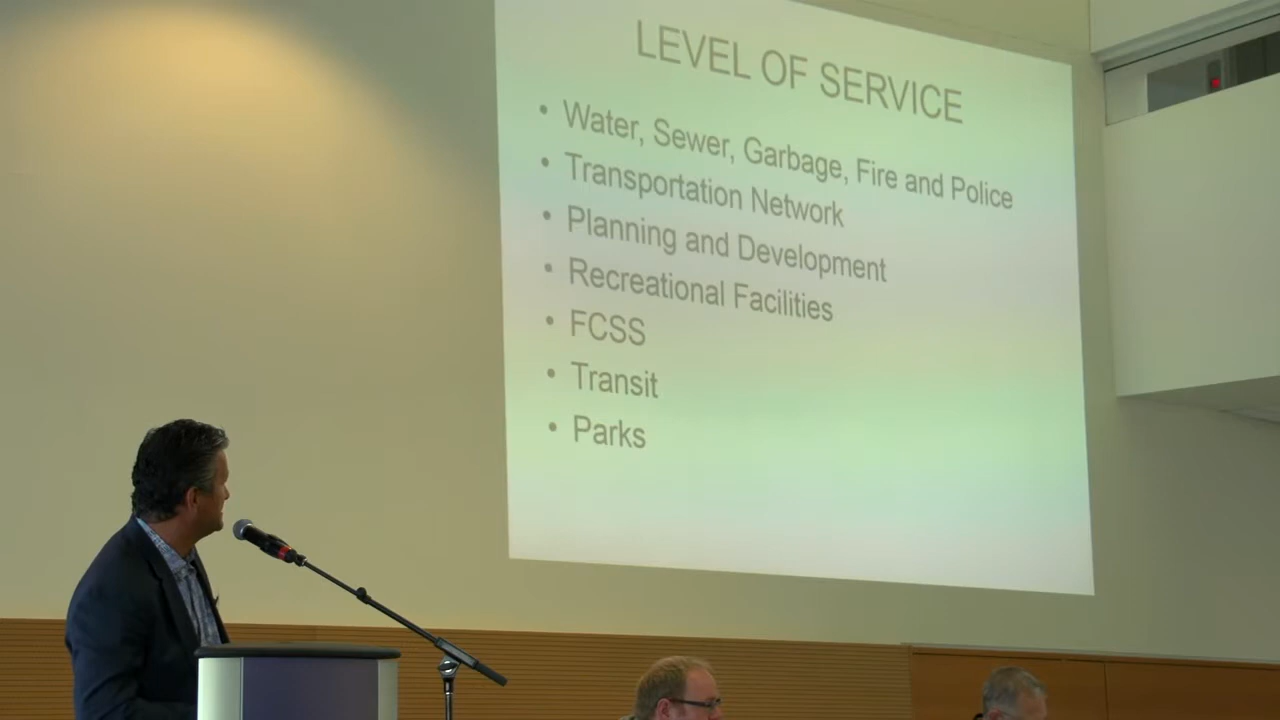 LEVEL OF SERVICE
• Water, Sewer, Garbage, Fire and Police
• Transportation Network
• Planning and Development
• Recreational Facilities
• FCSS
• Transit
• Parks